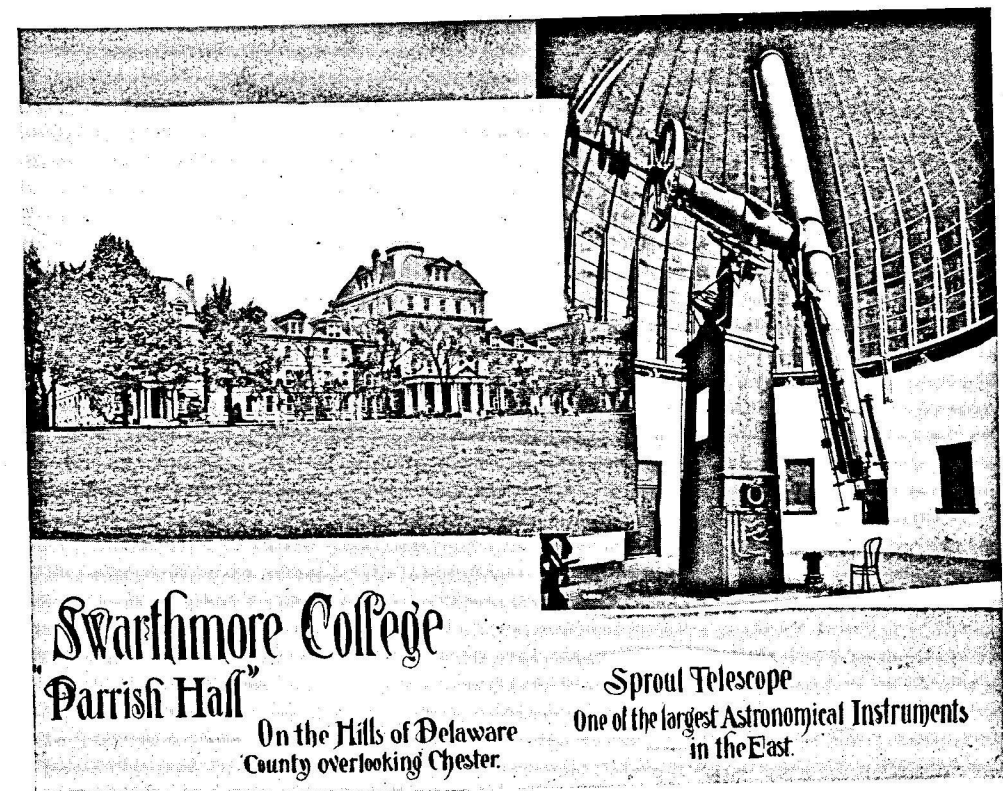 Swarthmore College
"Parrish Hall"
On the Hills of Delaware
County overlooking Chester.
Sproul Telescope
One of the largest Astronomical Instruments
in the East.